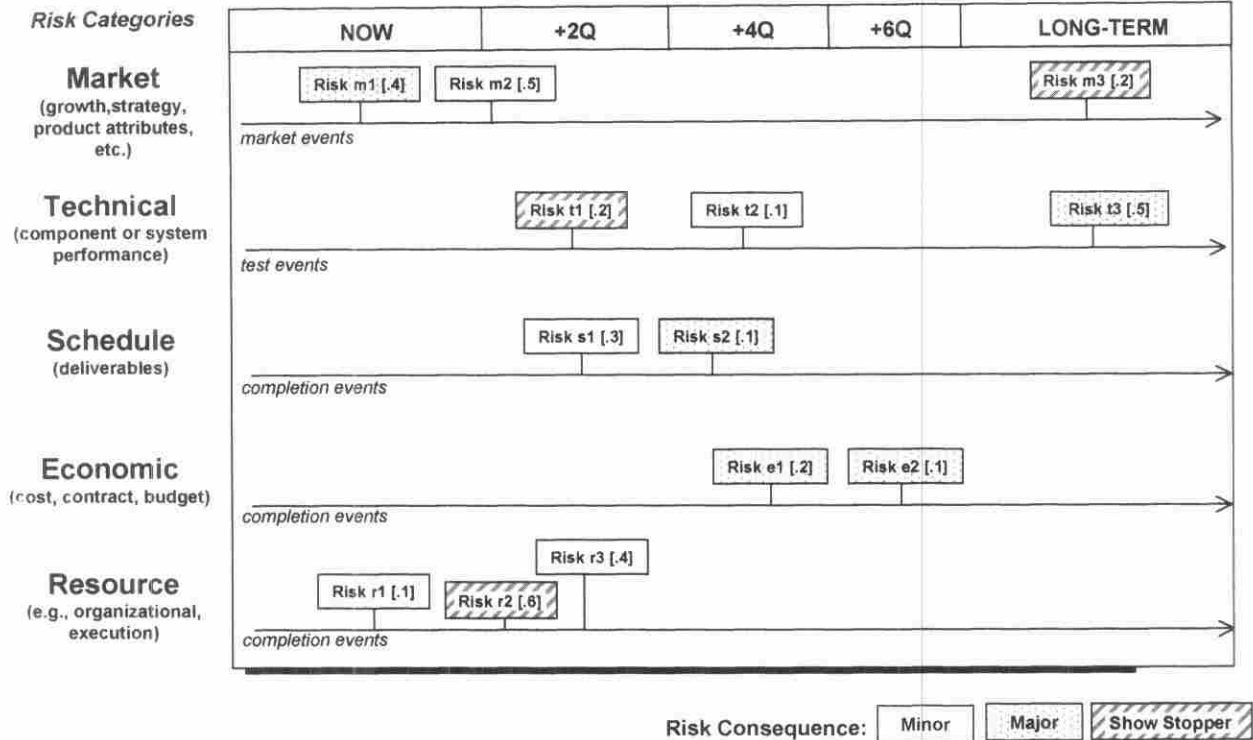 Risk Categories
NOW
+2Q
+4Q
+6Q
LONG-TERM
Market
(growth,strategy,
product attributes,
etc.)
Risk m1 [.4]
Risk m2 [.5]
Risk m3 [.2]
market events
Technical
(component or system
performance)
Risk t1 [.2]
Risk t2 [.1]
Risk t3 [.5]
test events
Schedule
(deliverables)
Risk s1 [.3]
Risk s2 [.1]
completion events
Economic
(cost, contract, budget)
Risk e1 [.2]
Risk e2 [.1]
completion events
Resource
(e.g., organizational,
execution)
Risk r1 [.1]
Risk r2 [.6]
Risk r3 [.4]
completion events
Risk Consequence:
Minor
Major
Show Stopper